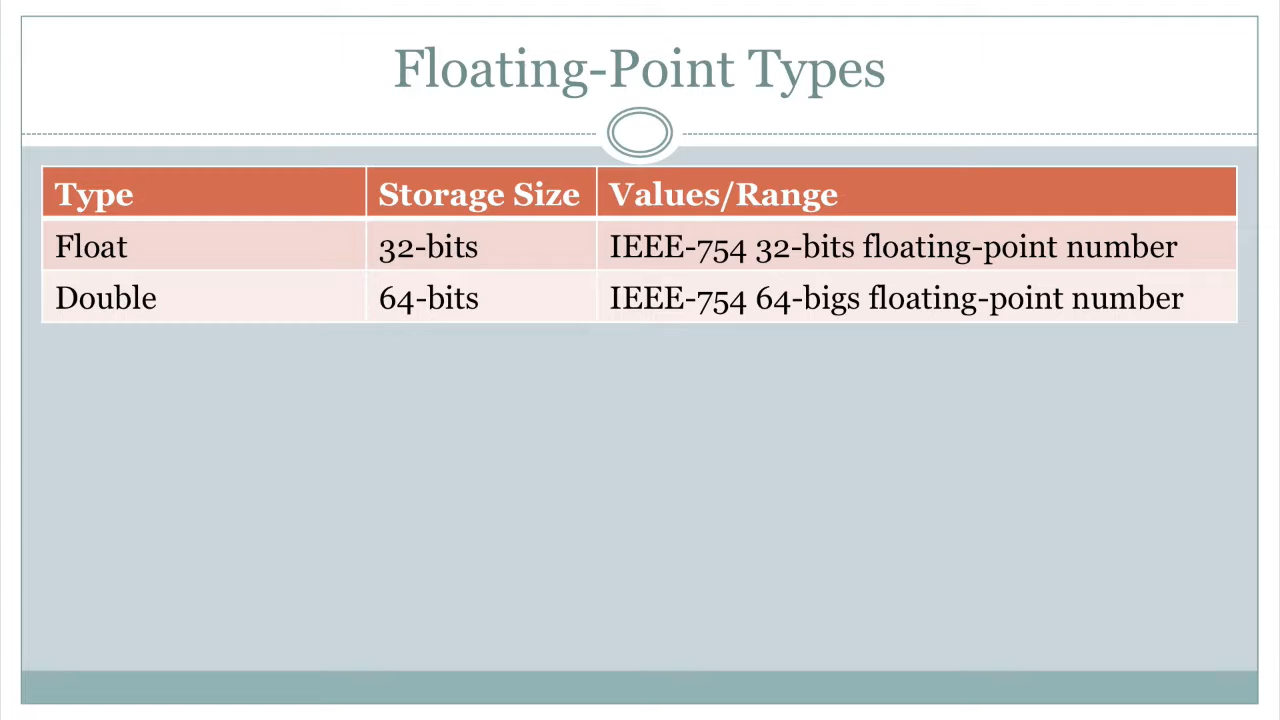 Floating-Point Types
Type Storage Size Values/Range
Float 32-bits IEEE-754 32-bits floating-point number
Double 64-bits IEEE-754 64-bigs floating-point number